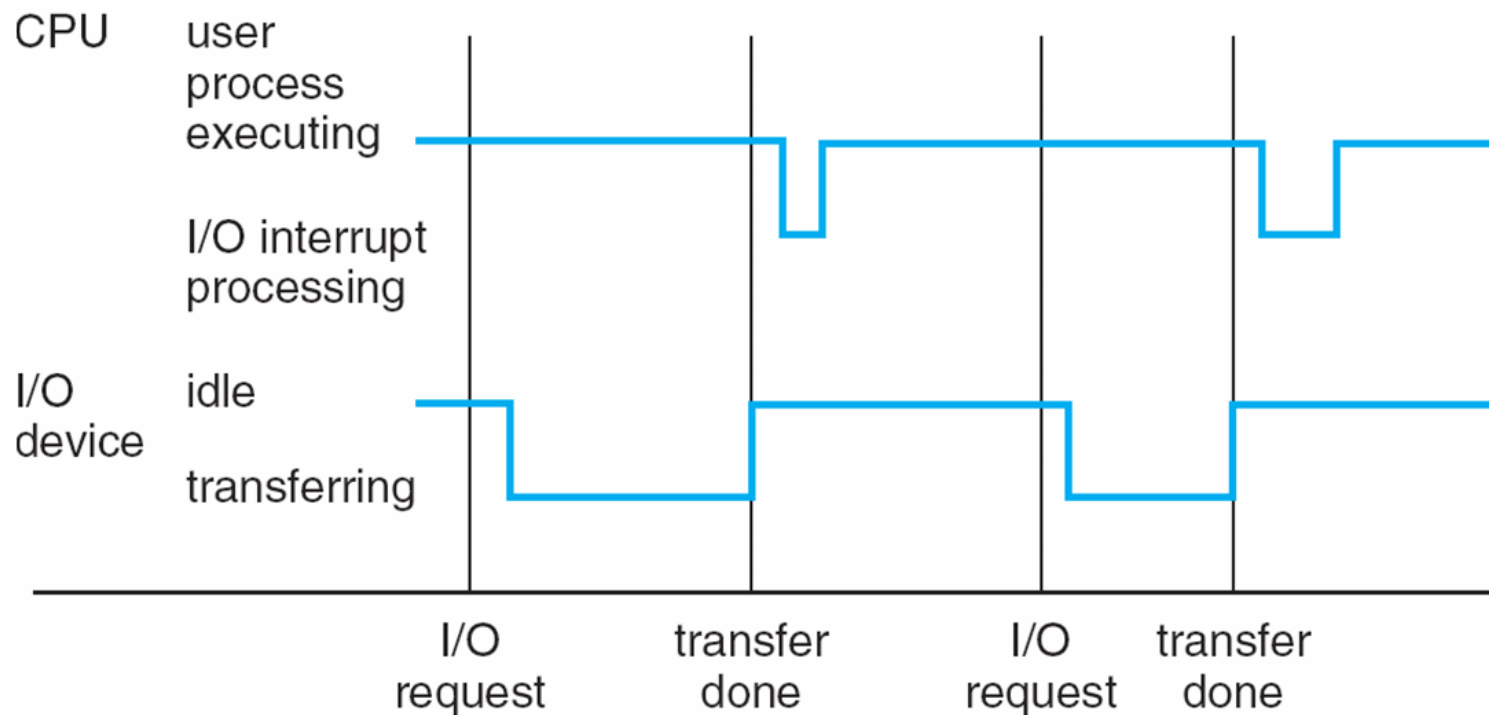 CPU user
process
executing
I/O interrupt
processing
I/O idle
device
transferring
I/O transfer I/O transfer
request done request done